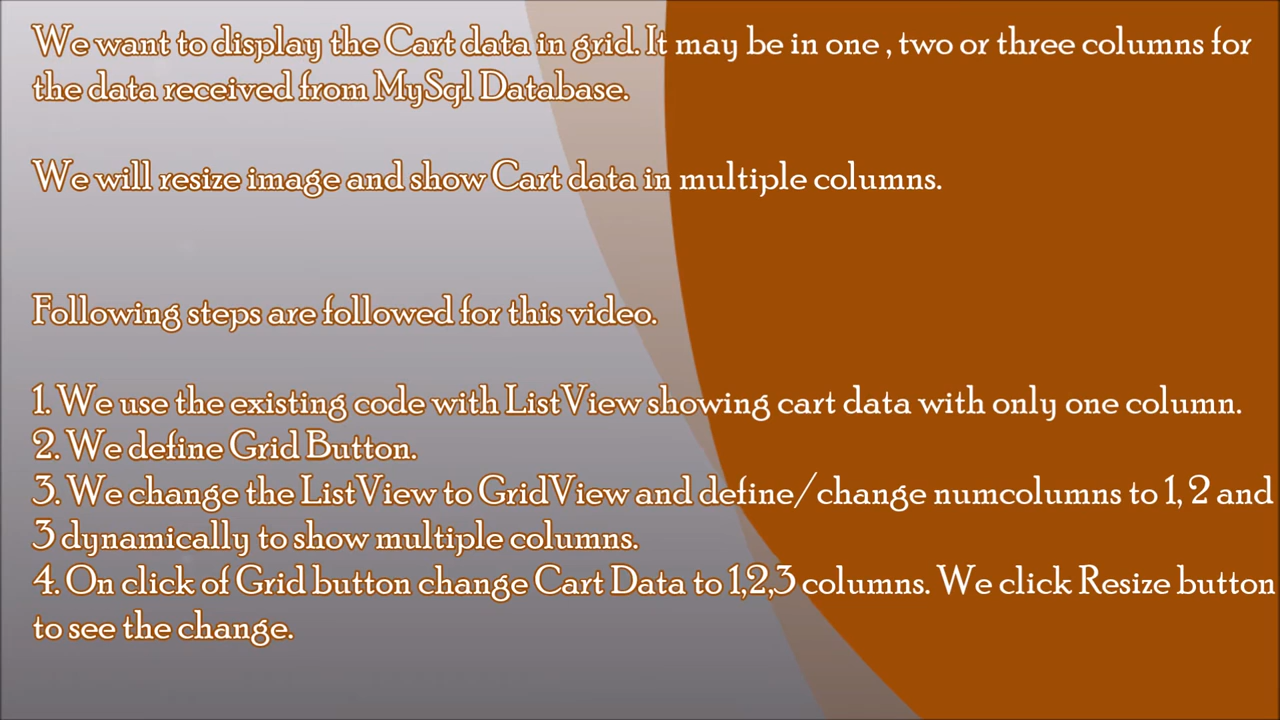 We want to display the Cart data in grid. It may be in one , two or three columns for
the data received from MySql Database.
We will resize image and show Cart data in multiple columns.
Following steps are followed for this video.
1. We use the existing code with ListView showing cart data with only one column.
2. We define Grid Button.
3. We change the ListView to GridView and define/change numcolumns to 1, 2 and
3 dynamically to show multiple columns.
4. On click of Grid button change Cart Data to 1,2,3 columns. We click Resize button
to see the change.